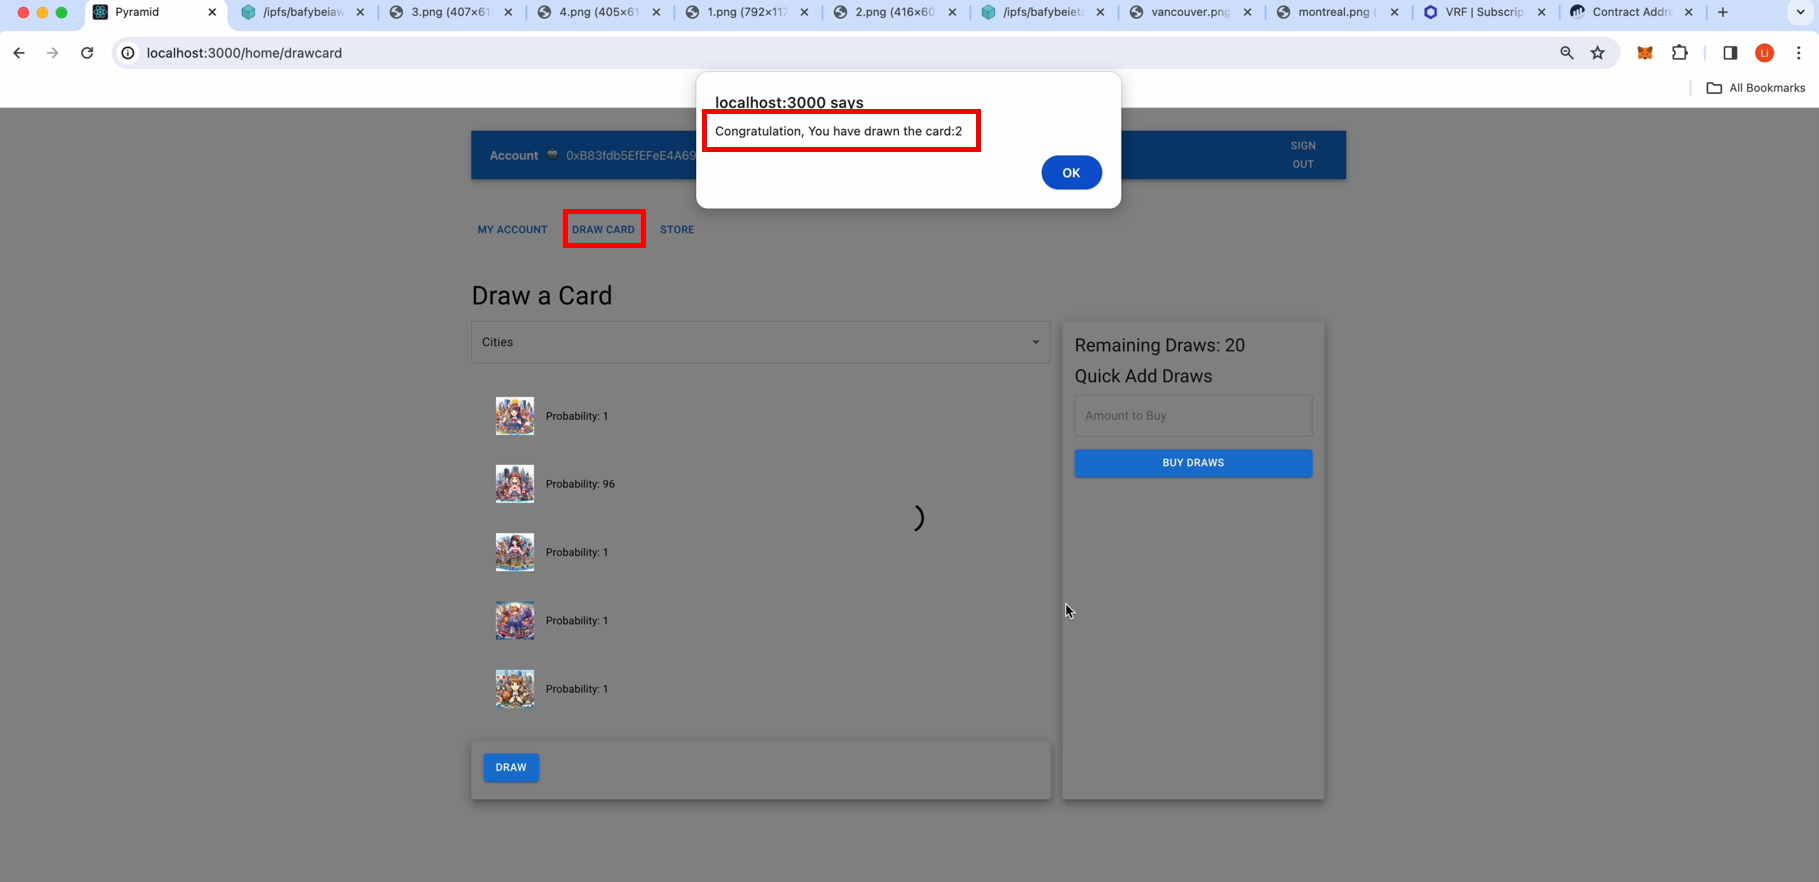 Pyramid
/ipfs/bafybeiaw
3.png (407×61
4.png (405×61
1.png (792×117
2.png (416×60
/ipfs/bafybeieta
vancouver.png
montreal.png (
VRF | Subscrip
Contract Addre
localhost:3000/home/drawcard
Li
All Bookmarks
localhost:3000 says
Congratulation, You have drawn the card:2
OK
Account 0xB83fdb5EfEFeE4A69
SIGN
OUT
MY ACCOUNT
DRAW CARD
STORE
Draw a Card
Cities
Probability: 1
Probability: 96
Probability: 1
Probability: 1
Probability: 1
DRAW
Remaining Draws: 20
Quick Add Draws
Amount to Buy
BUY DRAWS